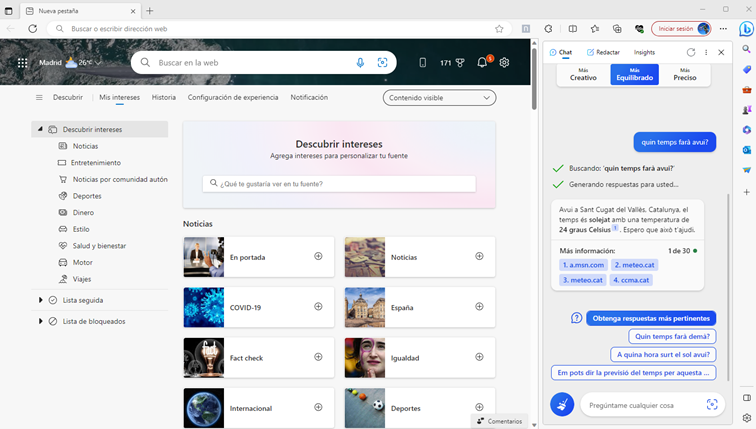 Nueva pestaña
Busque o escribir dirección web
Iniciar sesión
Madrid
26°C
Buscar en la web
171
1
Descubrir
Mis intereses
Historia
Configuración de experiencia
Notificación
Contenido visible
Descubrir intereses
Noticias
Entretenimiento
Noticias por comunidad autón
Deportes
Dinero
Estilo
Salud y bienestar
Motor
Viajes
Lista seguida
Lista de bloqueados
Descubrir intereses
Agrega intereses para personalizar tu fuente
¿Qué te gustaría ver en tu fuente?
Noticias
En portada
Noticias
COVID-19
España
Fact check
Igualdad
Internacional
Deportes
Comentarios
Chat
Redactar
Insights
Más
Creativo
Más
Equilibrado
Más
Preciso
quin temps farà avui?
Buscando: 'quin temps farà avui?'
Generando respuestas para usted...
Avui a Sant Cugat del Vallès, Catalunya, el
temps és solejat amb una temperatura de
24 graus Celsius 1. Espero que això t'ajudi.
Más información:
1 de 30
1. a.msn.com
2. meteo.cat
3. meteo.cat
4. ccma.cat
Obtenga respuestas más pertinentes
Quin temps farà demà?
A quina hora surt el sol avui?
Em pots dir la previsió del temps per aquesta ...
Pregúntame cualquier cosa